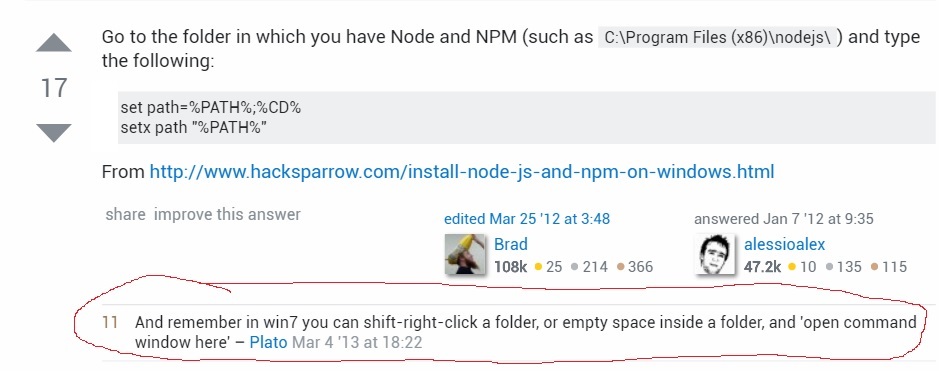 Go to the folder in which you have Node and NPM (such as C:\Program Files (x86)\nodejs\ ) and type
the following:
17
set path=%PATH%;%CD%
setx path "%PATH%"
From http://www.hacksparrow.com/install-node-js-and-npm-on-windows.html
share improve this answer
edited Mar 25 '12 at 3:48
Brad
108k 25 214 366
answered Jan 7 '12 at 9:35
alessioalex
47.2k 10 135 115
11 And remember in win7 you can shift-right-click a folder, or empty space inside a folder, and 'open command
window here' – Plato Mar 4 '13 at 18:22